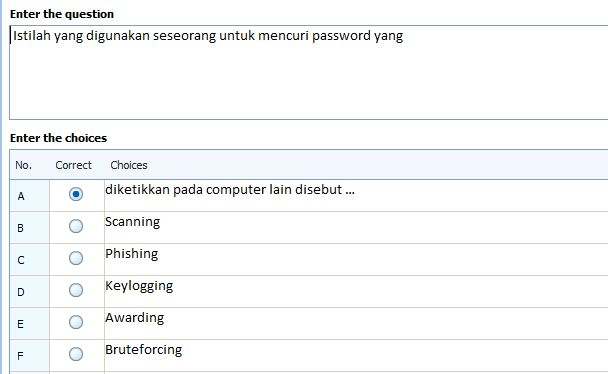 Enter the question
Istilah yang digunakan seseorang untuk mencuri password yang
Enter the choices
No. Correct Choices
A diketikkan pada computer lain disebut ...
B Scanning
C Phishing
D Keylogging
E Awarding
F Bruteforcing